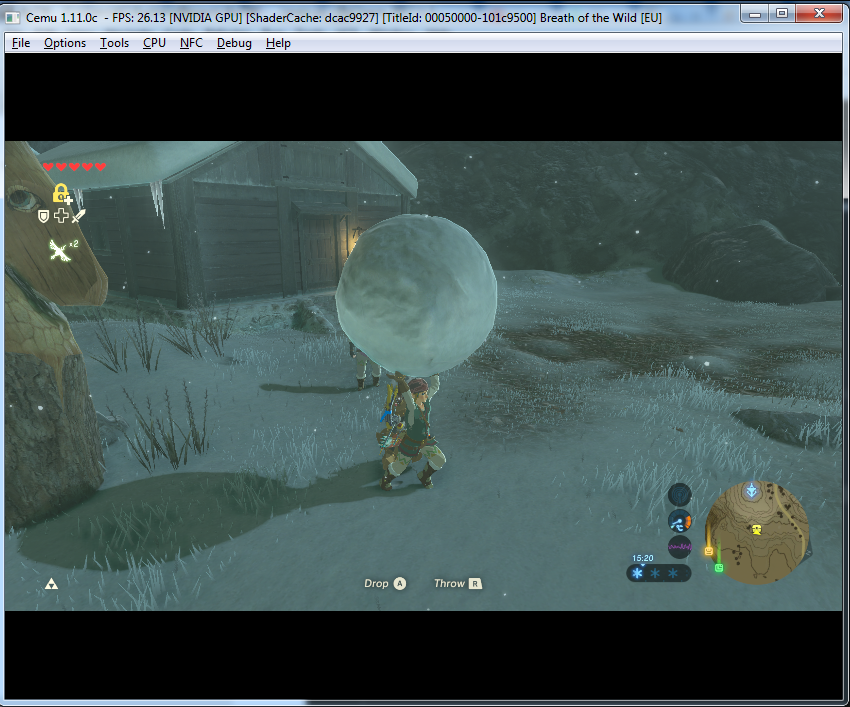 Cemu 1.11.0c - FPS: 26.13 [NVIDIA GPU] [ShaderCache: dcac9927] [TitleId: 00050000-101c9500] Breath of the Wild [EU]
File Options Tools CPU NFC Debug Help
x2
15:20
Drop A Throw R